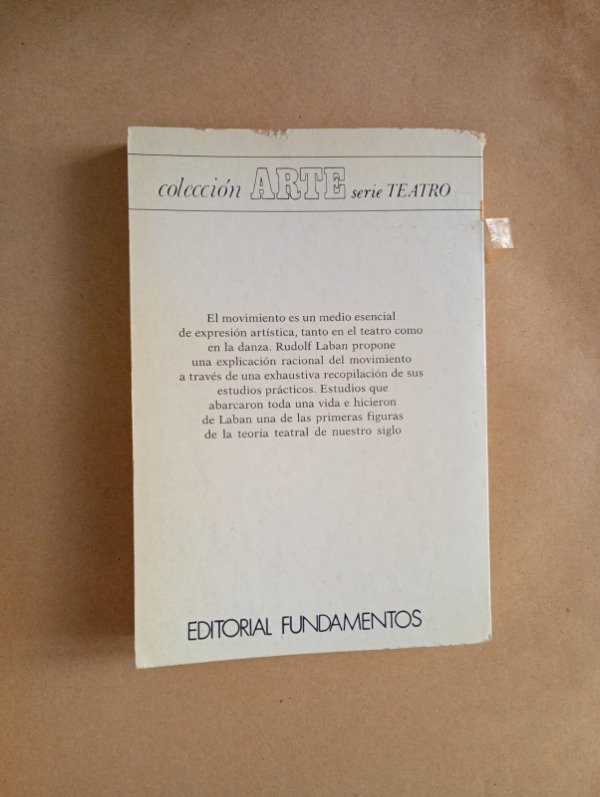 colección ARTE serie TEATRO
El movimiento es un medio esencial
de expresión artística, tanto en el teatro como
en la danza. Rudolf Laban propone
una explicación racional del movimiento
a través de una exhaustiva recopilación de sus
estudios prácticos. Estudios que
abarcaron toda una vida e hicieron
de Laban una de las primeras figuras
de la teoría teatral de nuestro siglo
EDITORIAL FUNDAMENTOS